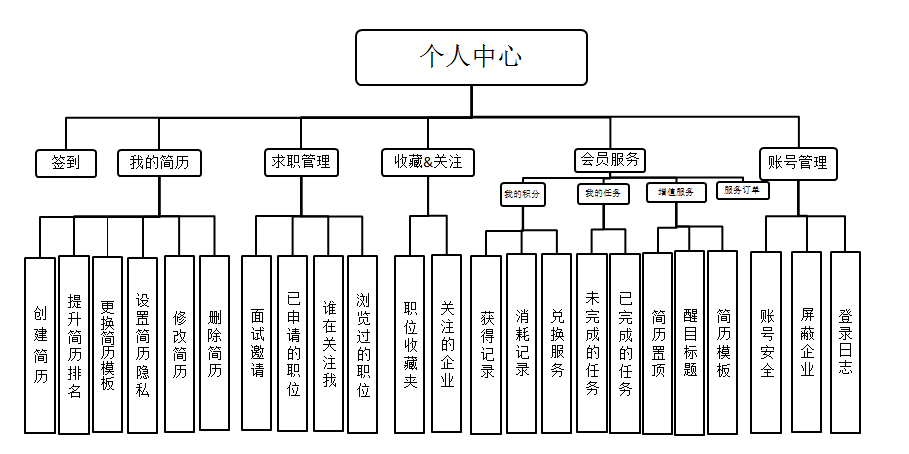 个人中心
签到
我的简历
求职管理
收藏&关注
会员服务
账号管理
我的积分
我的任务
增值服务
服务订单
创建简历
提升简历排名
更换简历模板
设置简历隐私
修改简历
删除简历
面试邀请
已申请的职位
谁在关注我
浏览过的职位
职位收藏夹
关注的企业
获得记录
消耗记录
兑换服务
未完成的任务
已完成的任务
简历置顶
醒目标题
简历模板
账号安全
屏蔽企业
登录日志